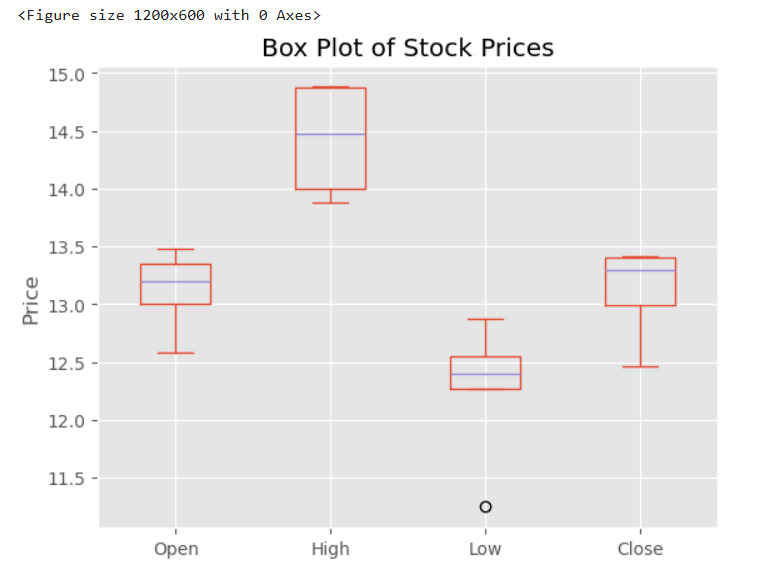 <Figure size 1200x600 with 0 Axes>
Box Plot of Stock Prices
15.0
14.5
14.0
13.5
13.0
12.5
12.0
11.5
Price
Open High Low Close